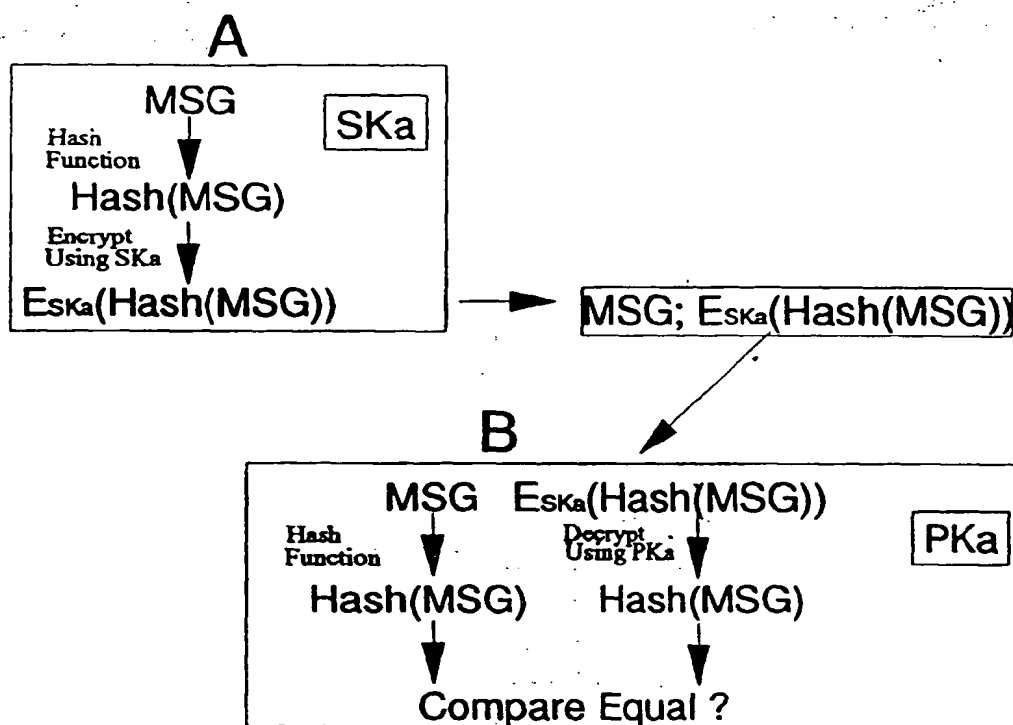 A
MSG
SKa
Hash
Function
Hash(MSG)
Encrypt
Using SKa
ESKa(Hash(MSG))
MSG; ESKa(Hash(MSG))
B
MSG ESKa(Hash(MSG))
PKa
Hash
Function
Decrypt
Using PKa
Hash(MSG) Hash(MSG)
Compare Equal ?